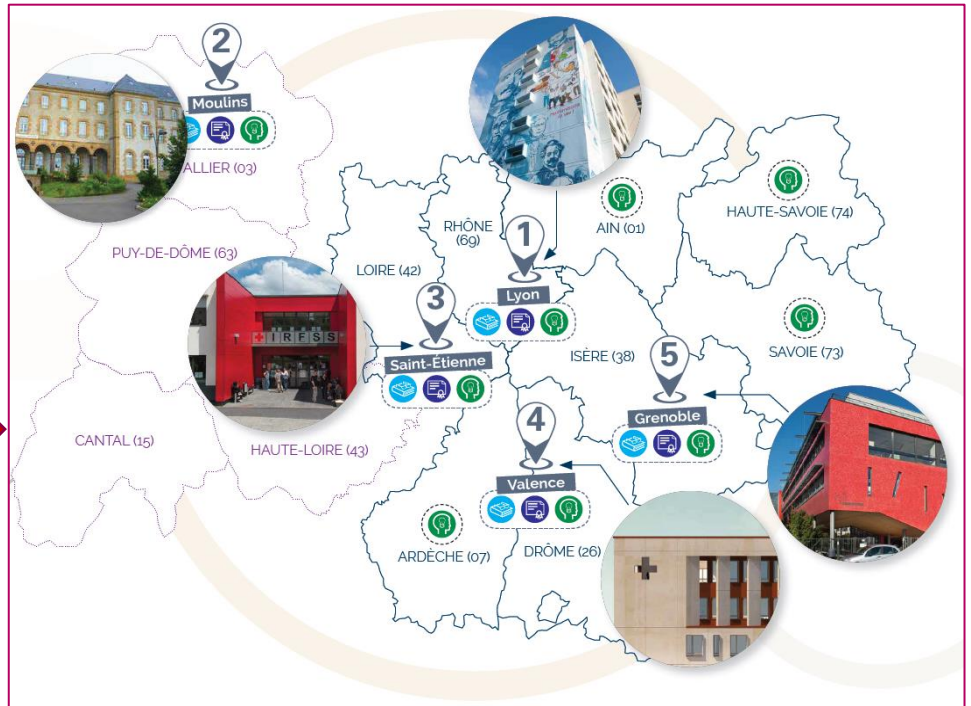 2
Moulins
ALLIER (03)
PUY-DE-DÔME (63)
CANTAL (15)
HAUTE-LOIRE (43)
LOIRE (42)
RHÔNE
(69)
1
Lyon
AIN (01)
HAUTE-SAVOIE (74)
SAVOIE (73)
ISÈRE (38)
3
Saint-Étienne
IRFSS
5
Grenoble
4
Valence
ARDÈCHE (07)
DRÔME (26)